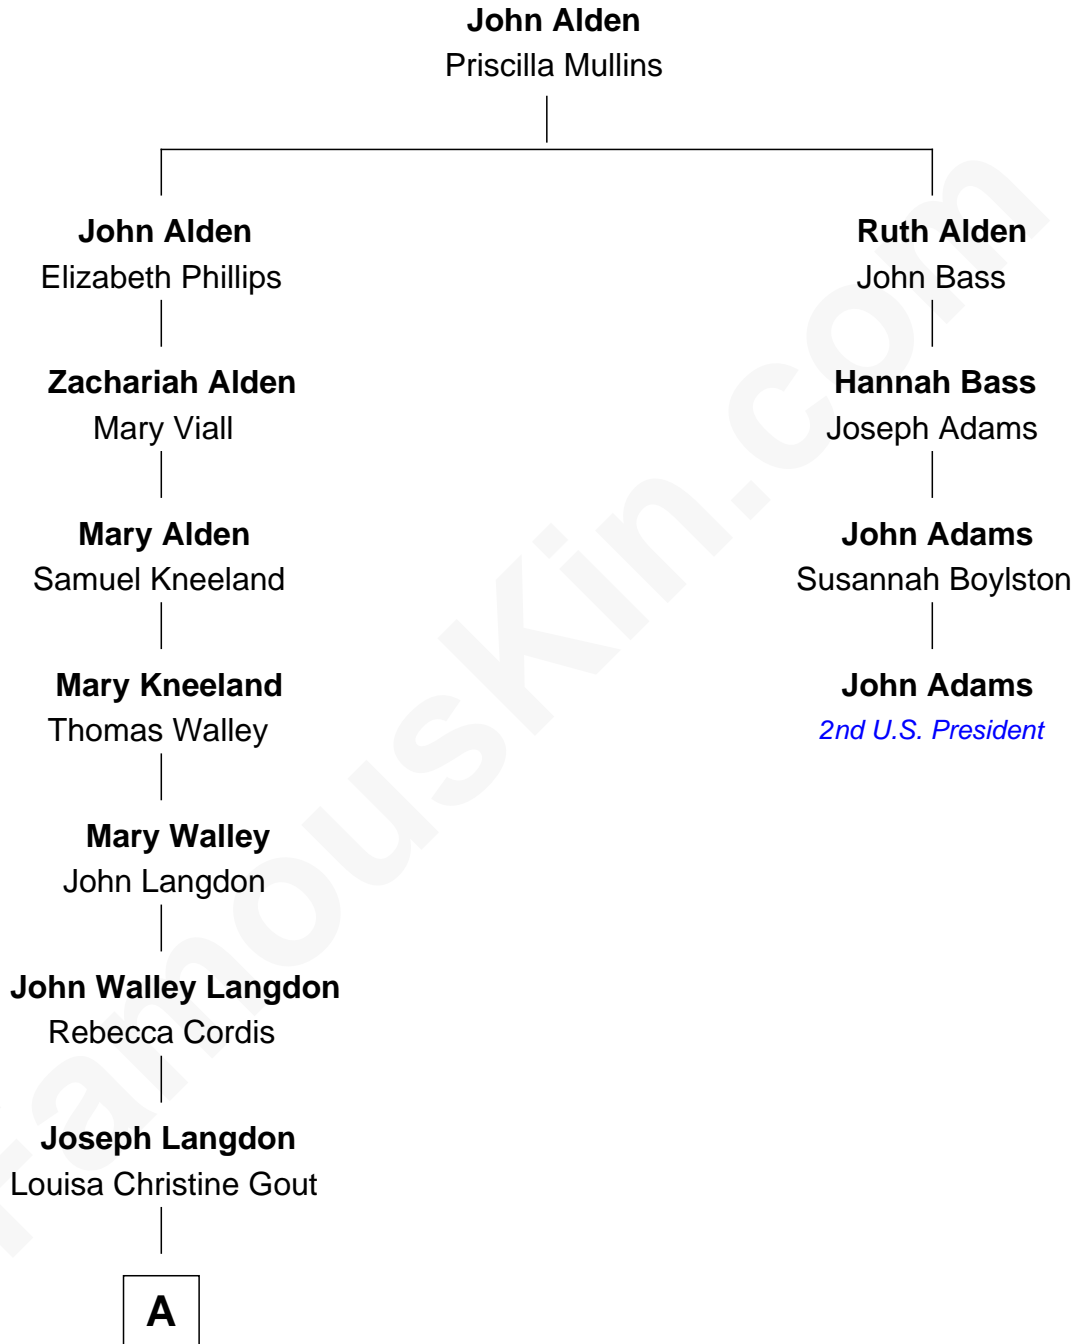 John Alden
Priscilla Mullins
John Alden
Elizabeth Phillips
Ruth Alden
John Bass
Zachariah Alden
Mary Viall
Hannah Bass
Joseph Adams
Mary Alden
Samuel Kneeland
John Adams
Susannah Boylston
Mary Kneeland
Thomas Walley
John Adams
2nd U.S. President
Mary Walley
John Langdon
John Walley Langdon
Rebecca Cordis
Joseph Langdon
Louisa Christine Gout
A
FamousKin.com